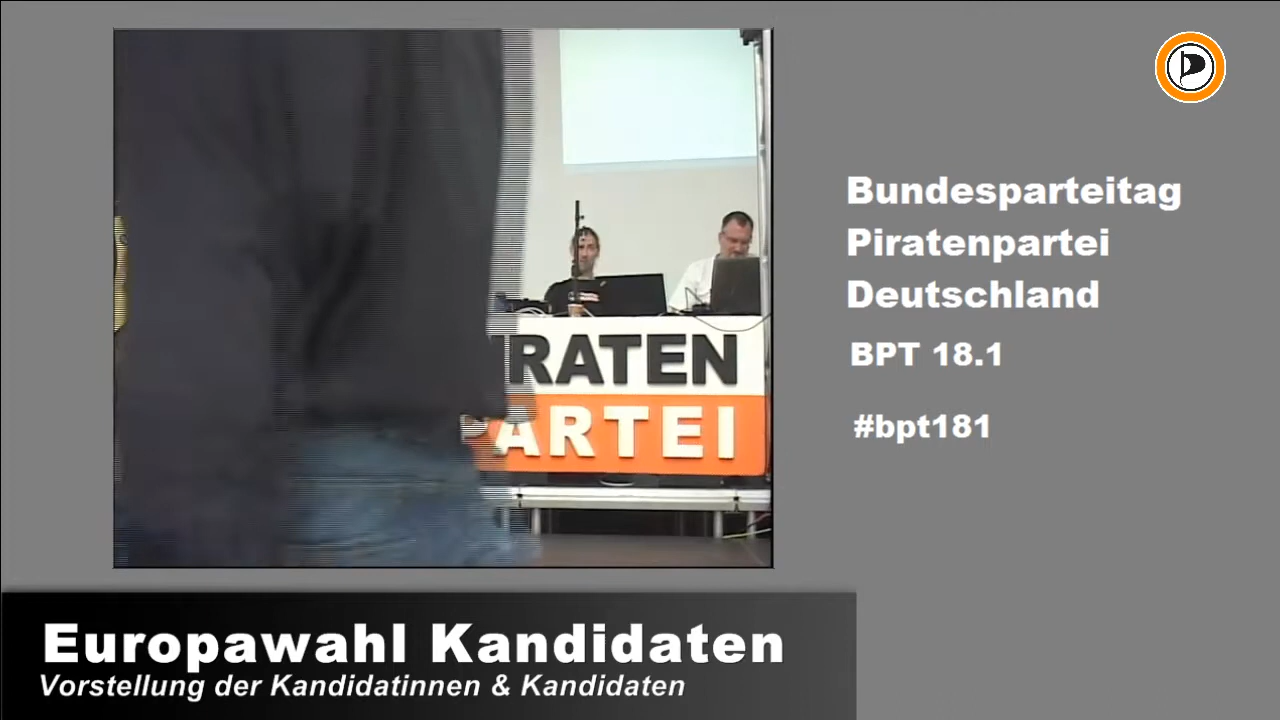 Bundesparteitag
Piratenpartei
Deutschland
BPT 18.1
#bpt181
IRATEN
PARTEI
Europawahl Kandidaten
Vorstellung der Kandidatinnen & Kandidaten